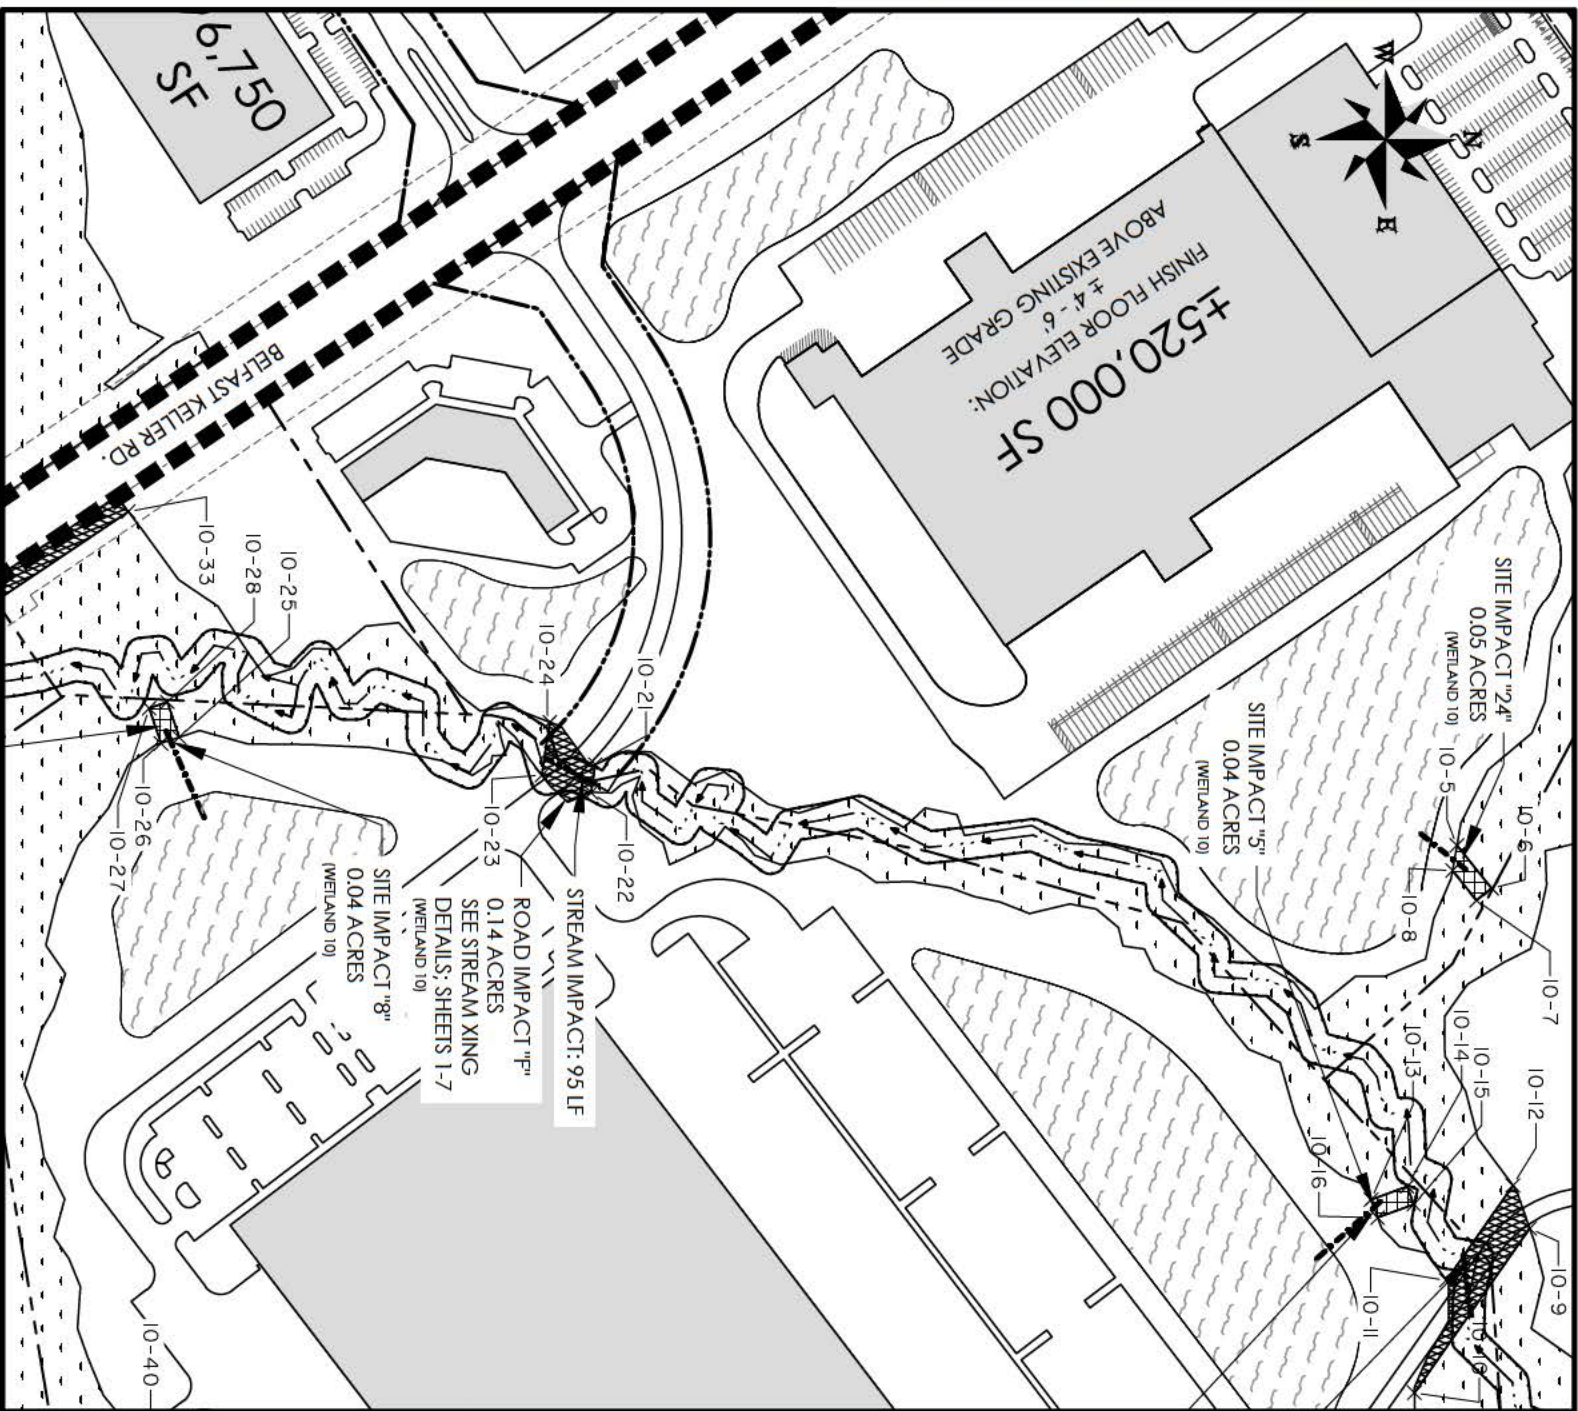 6,750
SF
W
N
S
E
±520,000 SF
FINISH FLOOR ELEVATION:
± 4' - 6'
ABOVE EXISTING GRADE
BELFAST KELLER RD.
SITE IMPACT "24"
0.05 ACRES
(WETLAND 10)
10-5
10-6
10-7
10-8
SITE IMPACT "5"
0.04 ACRES
(WETLAND 10)
10-9
10-10
10-11
10-12
10-13
10-14
10-15
10-16
10-21
10-22
10-23
10-24
STREAM IMPACT: 95 LF
ROAD IMPACT "F"
0.14 ACRES
SEE STREAM XING
DETAILS; SHEETS 1-7
(WETLAND 10)
SITE IMPACT "8"
0.04 ACRES
(WETLAND 10)
10-25
10-26
10-27
10-28
10-33
10-40